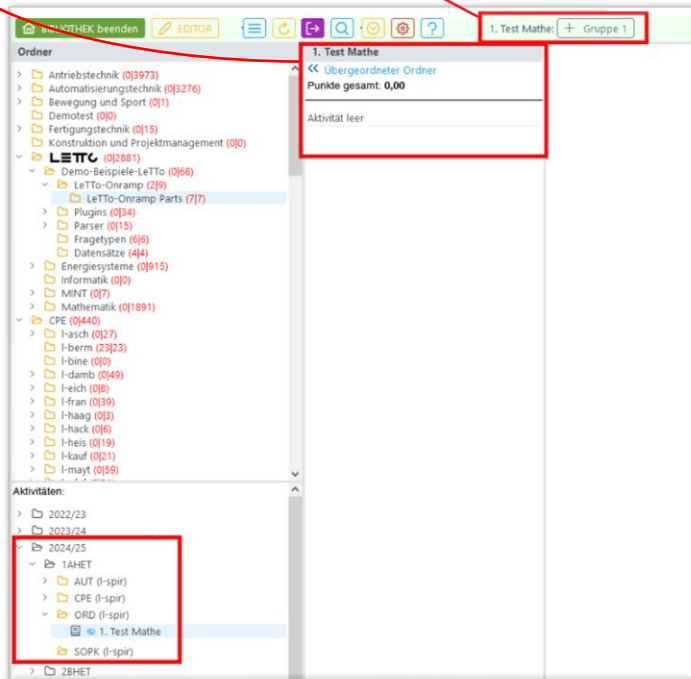 BIBLIOTHEK beenden EDITOR 1. Test Mathe: + Gruppe 1
Ordner
Antriebstechnik (0|3973)
Automatisierungstechnik (0|3276)
Bewegung und Sport (0|1)
Demotest (0|0)
Fertigungstechnik (0|15)
Konstruktion und Projektmanagement (0|0)
LETTO (0|2881)
Demo-Beispiele-LeTTo (0|68)
LeTTo-Onramp (2|9)
LeTTo-Onramp Parts (7|7)
Plugins (0|34)
Parser (0|15)
Fragetypen (6|6)
Datensätze (4|4)
Energiesysteme (0|915)
Informatik (0|0)
MINT (0|7)
Mathematik (0|1891)
CPE (0|440)
l-asch (0|27)
l-berm (23|23)
l-bine (0|0)
l-damb (0|49)
l-eich (0|8)
l-fran (0|39)
l-haag (0|3)
l-hack (0|6)
l-heis (0|19)
l-kauf (0|21)
l-mayt (0|59)
1. Test Mathe
Übergeordneter Ordner
Punkte gesamt: 0,00
Aktivität leer
Aktivitäten:
2022/23
2023/24
2024/25
1AHET
AUT (l-spir)
CPE (l-spir)
ORD (l-spir)
1. Test Mathe
SOPK (l-spir)
2BHET